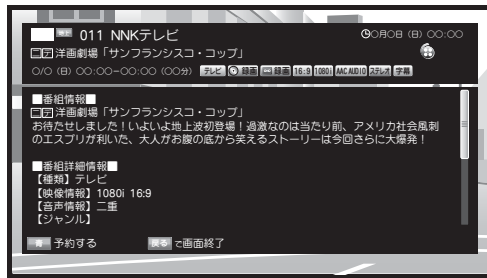 地上 011 NNKテレビ ○月○日 (日) ○○:○○
洋画劇場「サンフランシスコ・コップ」
○/○ (日) ○○:○○-○○:○○ (○○分) テレビ 録画 録画 16:9 1080i AAC AUDIO ステレオ 字幕
■番組情報■
洋画劇場「サンフランシスコ・コップ」
お待たせしました！いよいよ地上波初登場！過激なのは当たり前、アメリカ社会風刺
のエスプリが利いた、大人がお腹の底から笑えるストーリーは今回さらに大爆発！
■番組詳細情報■
【種類】テレビ
【映像情報】1080i 16:9
【音声情報】二重
【ジャンル】
青 予約する 戻る で画面終了